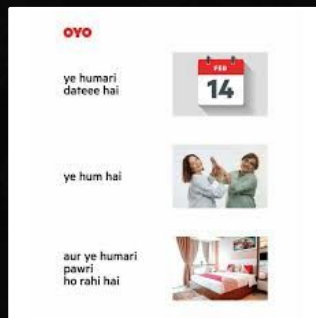 OYO
ye humari
dateee hai
FEB
14
ye hum hai
aur ye humari
pawri
ho rahi hai